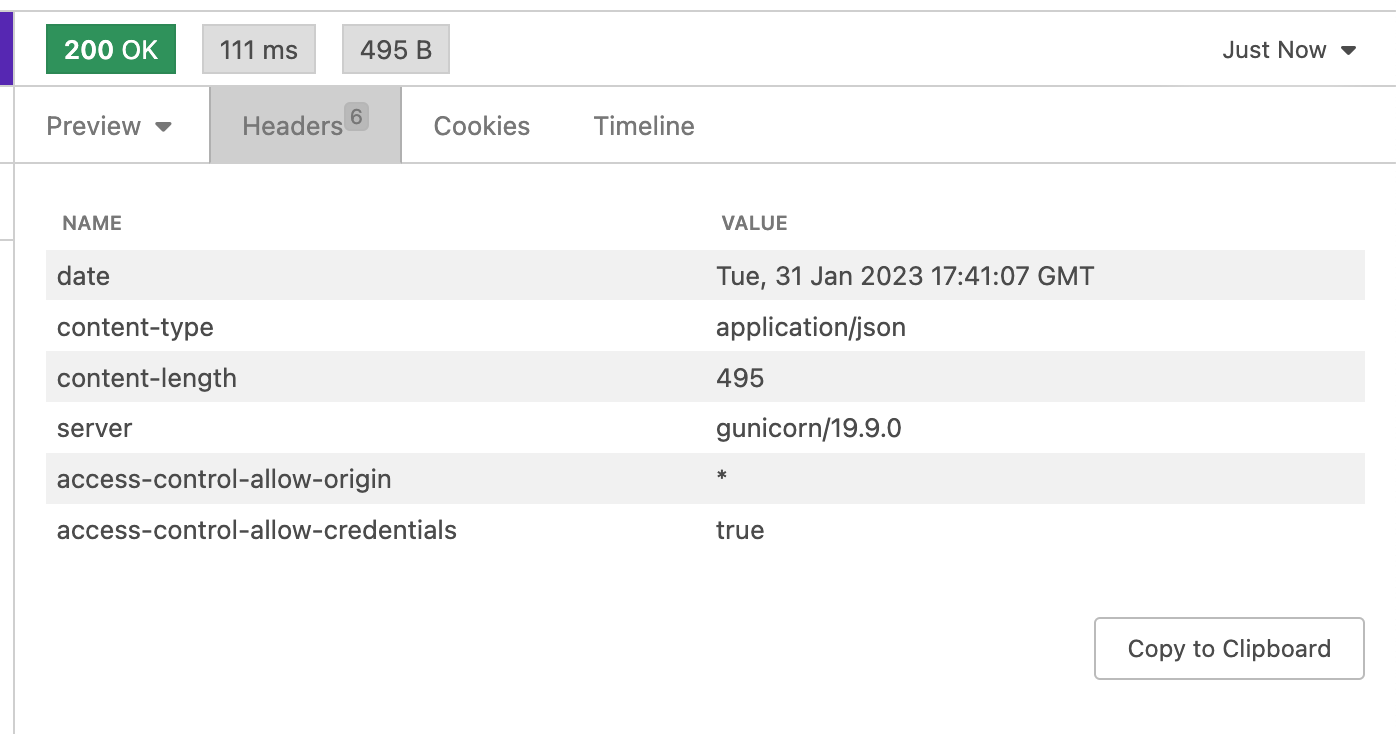 200 OK 111 ms 495 B Just Now
Preview Headers 6 Cookies Timeline
NAME VALUE
date Tue, 31 Jan 2023 17:41:07 GMT
content-type application/json
content-length 495
server gunicorn/19.9.0
access-control-allow-origin *
access-control-allow-credentials true
Copy to Clipboard